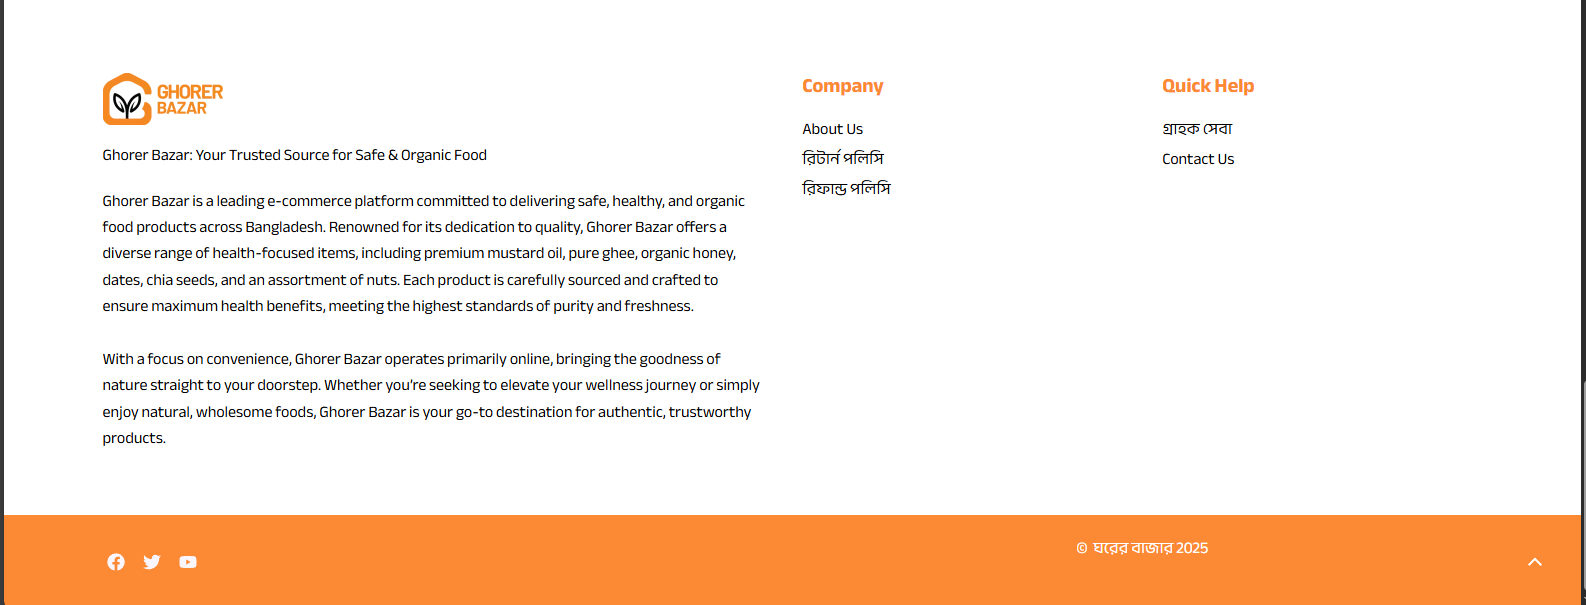 GHORER
BAZAR
Ghorer Bazar: Your Trusted Source for Safe & Organic Food
Ghorer Bazar is a leading e-commerce platform committed to delivering safe, healthy, and organic
food products across Bangladesh. Renowned for its dedication to quality, Ghorer Bazar offers a
diverse range of health-focused items, including premium mustard oil, pure ghee, organic honey,
dates, chia seeds, and an assortment of nuts. Each product is carefully sourced and crafted to
ensure maximum health benefits, meeting the highest standards of purity and freshness.
With a focus on convenience, Ghorer Bazar operates primarily online, bringing the goodness of
nature straight to your doorstep. Whether you’re seeking to elevate your wellness journey or simply
enjoy natural, wholesome foods, Ghorer Bazar is your go-to destination for authentic, trustworthy
products.
Company
About Us
রিটার্ন পলিসি
রিফান্ড পলিসি
Quick Help
গ্রাহক সেবা
Contact Us
© ঘরের বাজার 2025